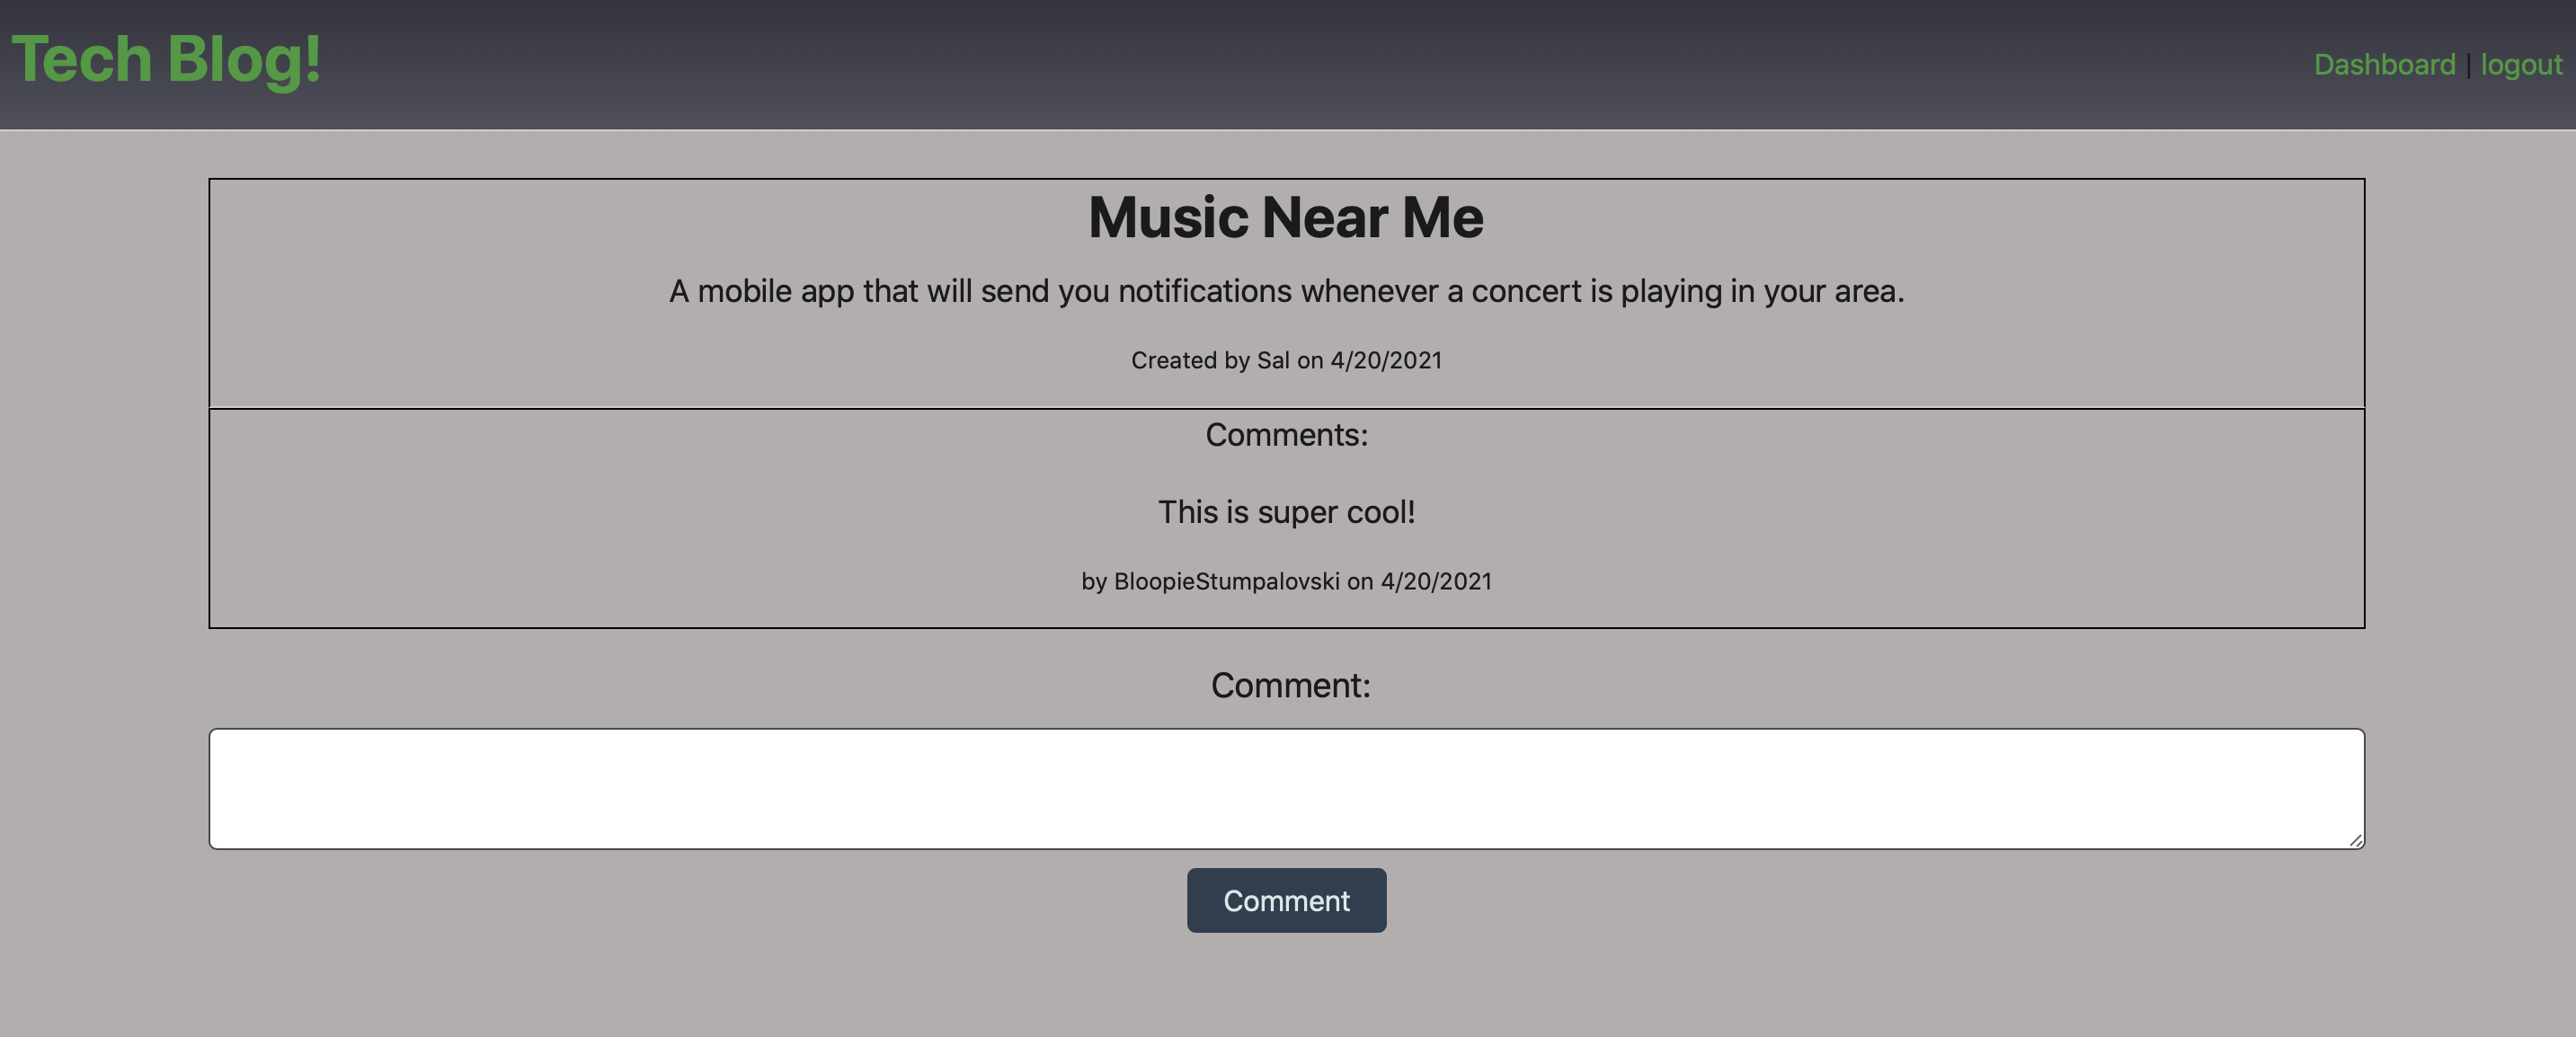 Tech Blog!
Dashboard | logout
Music Near Me
A mobile app that will send you notifications whenever a concert is playing in your area.
Created by Sal on 4/20/2021
Comments:
This is super cool!
by BloopieStumpalovski on 4/20/2021
Comment:
Comment